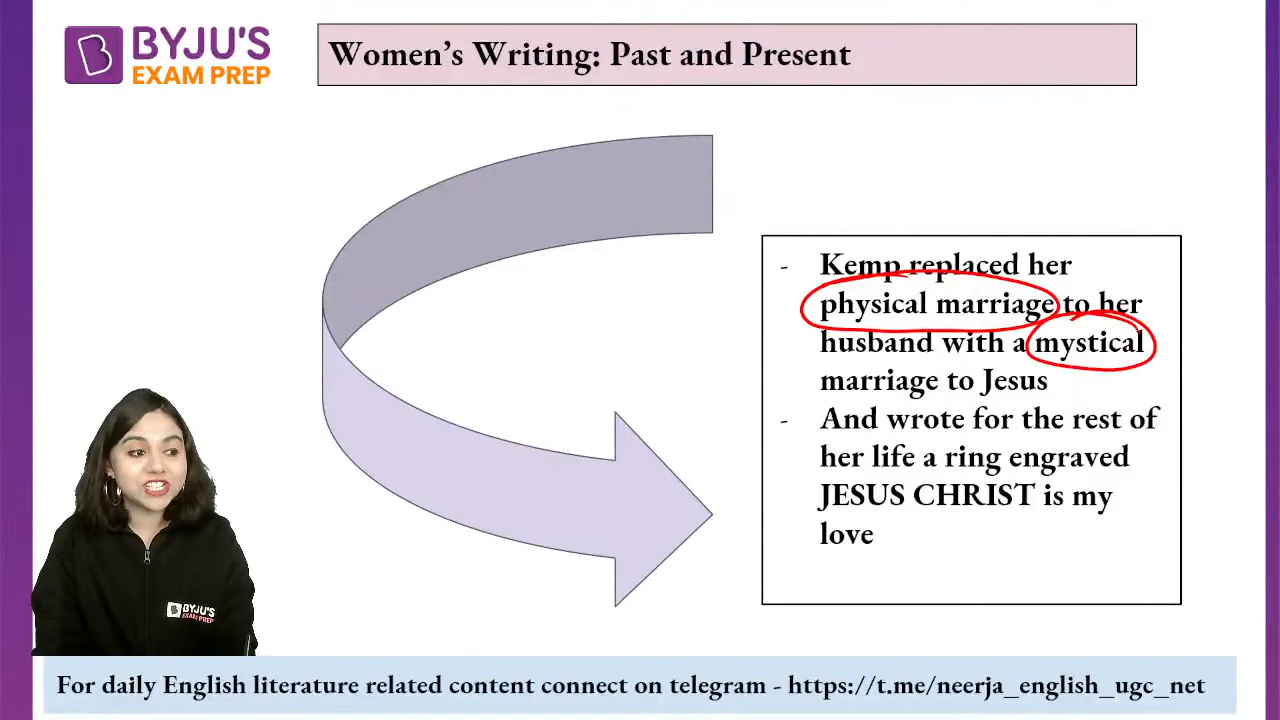 BYJU'S
EXAM PREP
Women's Writing: Past and Present
- Kemp replaced her
physical marriage to her
husband with a mystical
marriage to Jesus
- And wrote for the rest of
her life a ring engraved
JESUS CHRIST is my
love
BYJU'S
EXAM PREP
For daily English literature related content connect on telegram - https://t.me/neerja_english_ugc_net